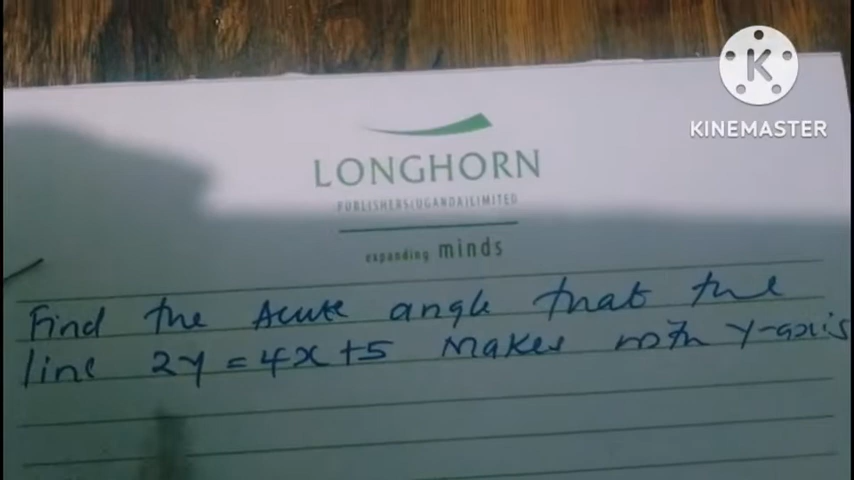 KINEMASTER
LONGHORN
PUBLISHERS(UGANDA)LIMITED
expanding minds
Find the Acute angle that the
line 2y = 4x+5 Makes with Y-axis